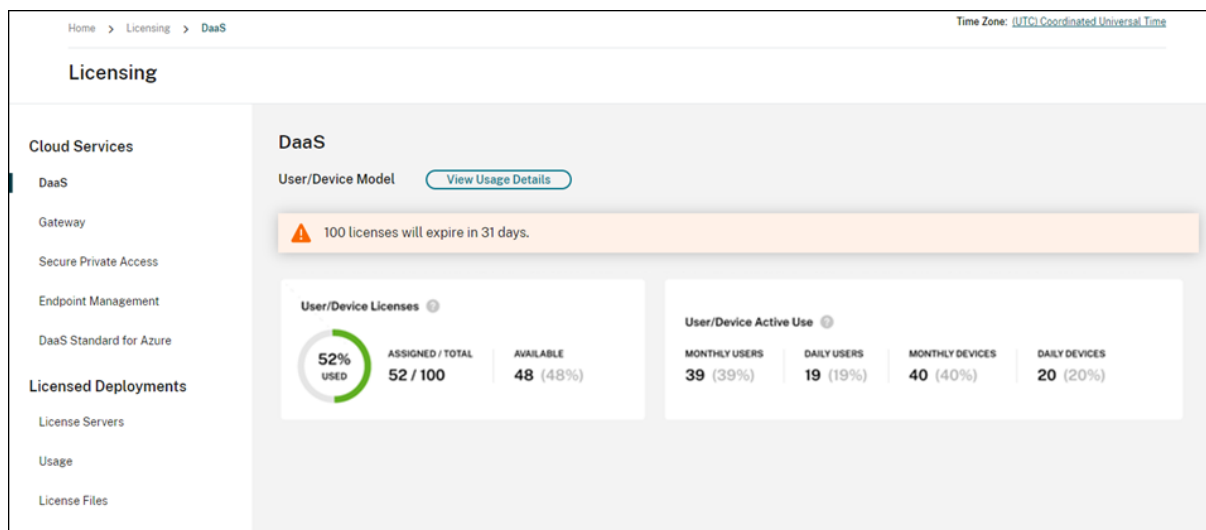 Home > Licensing > DaaS
Time Zone: (UTC) Coordinated Universal Time
Licensing
Cloud Services
DaaS
Gateway
Secure Private Access
Endpoint Management
DaaS Standard for Azure
Licensed Deployments
License Servers
Usage
License Files
DaaS
User/Device Model
View Usage Details
100 licenses will expire in 31 days.
User/Device Licenses ?
52%
USED
ASSIGNED / TOTAL
52 / 100
AVAILABLE
48 (48%)
User/Device Active Use ?
MONTHLY USERS
39 (39%)
DAILY USERS
19 (19%)
MONTHLY DEVICES
40 (40%)
DAILY DEVICES
20 (20%)